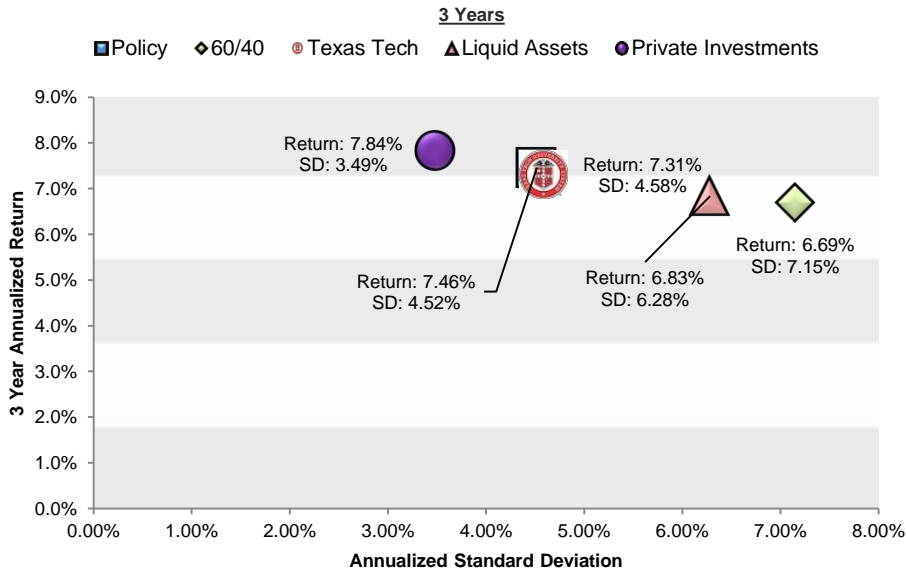 3 Years
Policy 60/40 Texas Tech Liquid Assets Private Investments
3 Year Annualized Return
9.0%
8.0%
7.0%
6.0%
5.0%
4.0%
3.0%
2.0%
1.0%
0.0%
Return: 7.84%
SD: 3.49%
Return: 7.31%
SD: 4.58%
Return: 7.46%
SD: 4.52%
Return: 6.83%
SD: 6.28%
Return: 6.69%
SD: 7.15%
0.00% 1.00% 2.00% 3.00% 4.00% 5.00% 6.00% 7.00% 8.00%
Annualized Standard Deviation